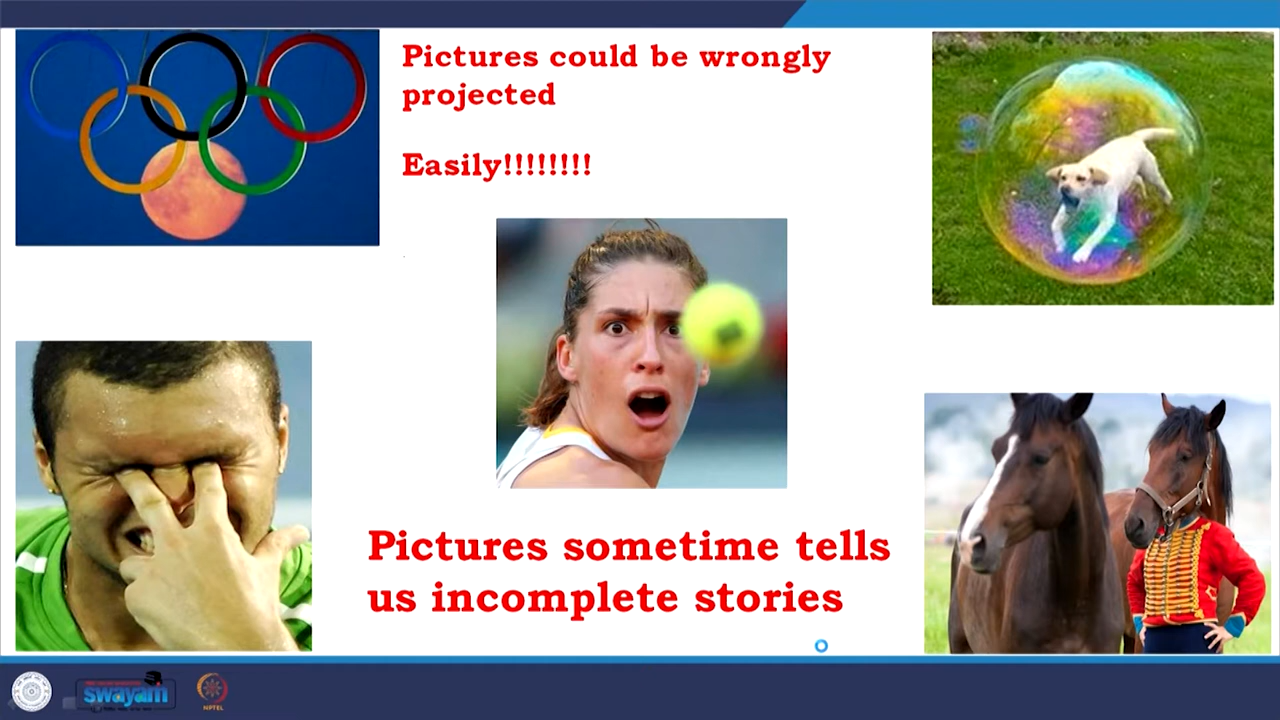 Pictures could be wrongly
projected
Easily!!!!!!!!
Pictures sometime tells
us incomplete stories
swayam
NPTEL